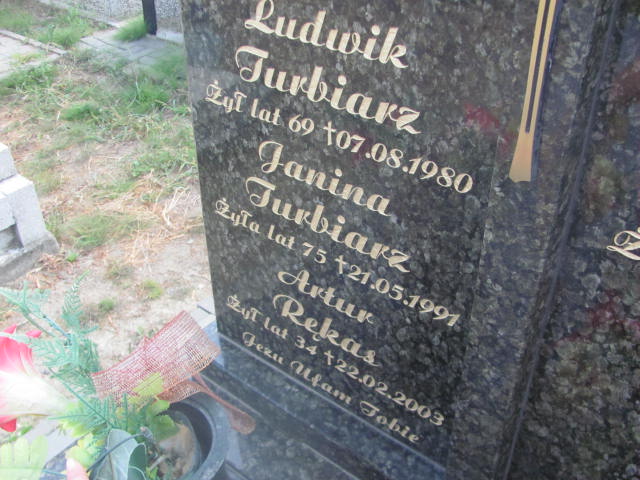 Ludwik
Turbiarz
Żył lat 69 †07.08.1980
Janina
Turbiarz
Żyła lat 75 †21.05.1991
Artur
Rękas
Żył lat 34 †22.02.2003
Jezu Ufam Tobie
Ż